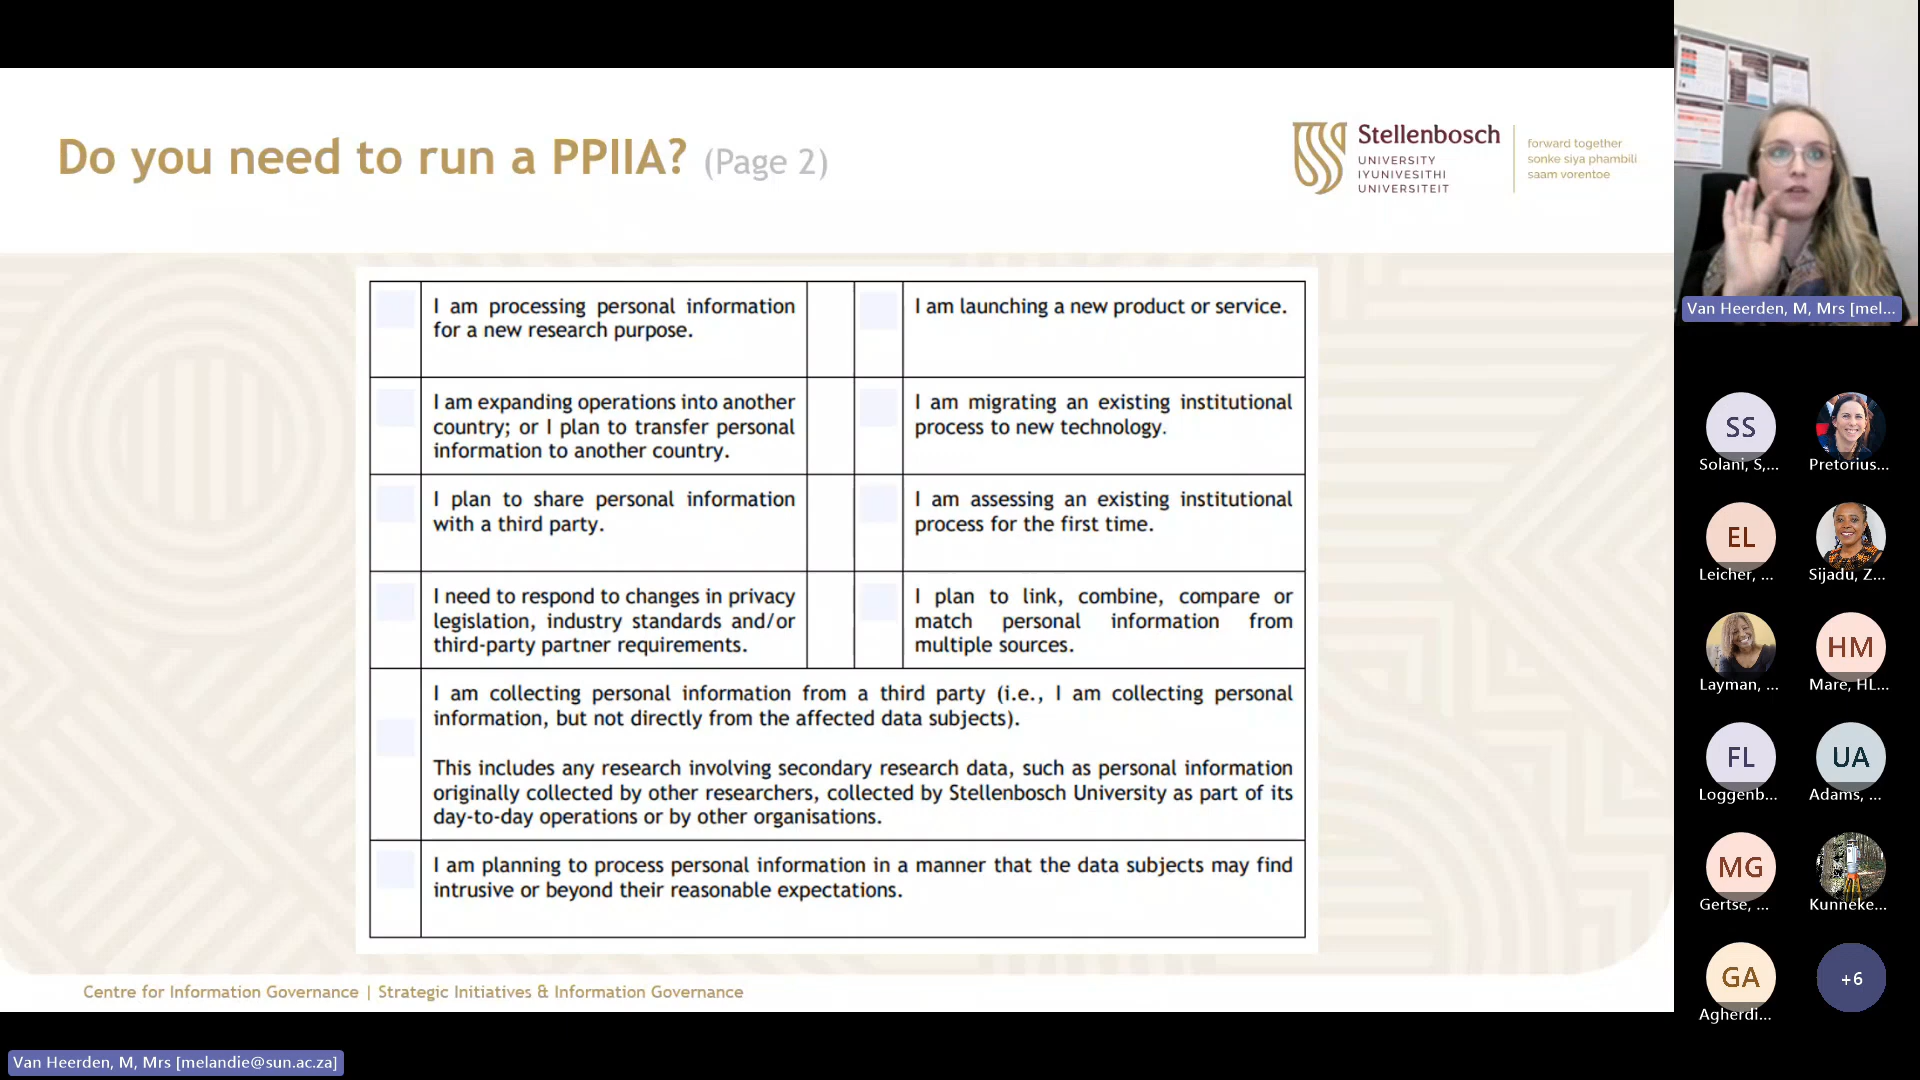 Do you need to run a PPIIA? (Page 2)
Stellenbosch
UNIVERSITY
IYUNIVESITHI
UNIVERSITEIT
forward together
sonke siya phambili
saam vorentoe
I am processing personal information
for a new research purpose.
I am launching a new product or service.
I am expanding operations into another
country; or I plan to transfer personal
information to another country.
I am migrating an existing institutional
process to new technology.
I plan to share personal information
with a third party.
I am assessing an existing institutional
process for the first time.
I need to respond to changes in privacy
legislation, industry standards and/or
third-party partner requirements.
I plan to link, combine, compare or
match personal information from
multiple sources.
I am collecting personal information from a third party (i.e., I am collecting personal
information, but not directly from the affected data subjects).
This includes any research involving secondary research data, such as personal information
originally collected by other researchers, collected by Stellenbosch University as part of its
day-to-day operations or by other organisations.
I am planning to process personal information in a manner that the data subjects may find
intrusive or beyond their reasonable expectations.
Centre for Information Governance | Strategic Initiatives & Information Governance
Van Heerden, M, Mrs [melandie@sun.ac.za]
Van Heerden, M, Mrs [mel...
SS
Solani, S,...
Pretorius...
EL
Leicher, ...
Sijadu, Z...
Layman, ...
HM
Mare, HL...
FL
Loggenb...
UA
Adams, ...
MG
Gertse, ...
Kunneke...
GA
Agherdi...
+6